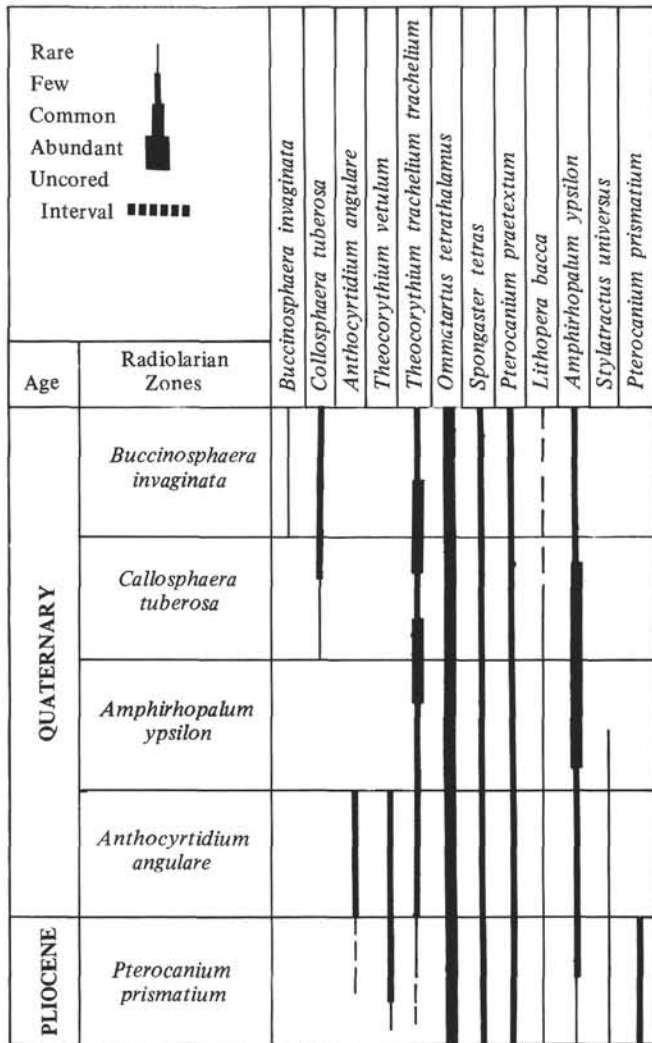 Rare
Few
Common
Abundant
Uncored
Interval
Buccinosphaera invaginata
Collosphaera tuberosa
Anthocyrtidium angulare
Theocorythium vetulum
Theocorythium trachelium trachelium
Ommatartus tetrathalamus
Spongaster tetras
Pterocanium praetextum
Lithopera bacca
Amphirhopalum ypsilon
Stylatractus universus
Pterocanium prismatium
Age
Radiolarian
Zones
QUATERNARY
Buccinosphaera
invaginata
Callosphaera
tuberosa
Amphirhopalum
ypsilon
Anthocyrtidium
angulare
PLIOCENE
Pterocanium
prismatium